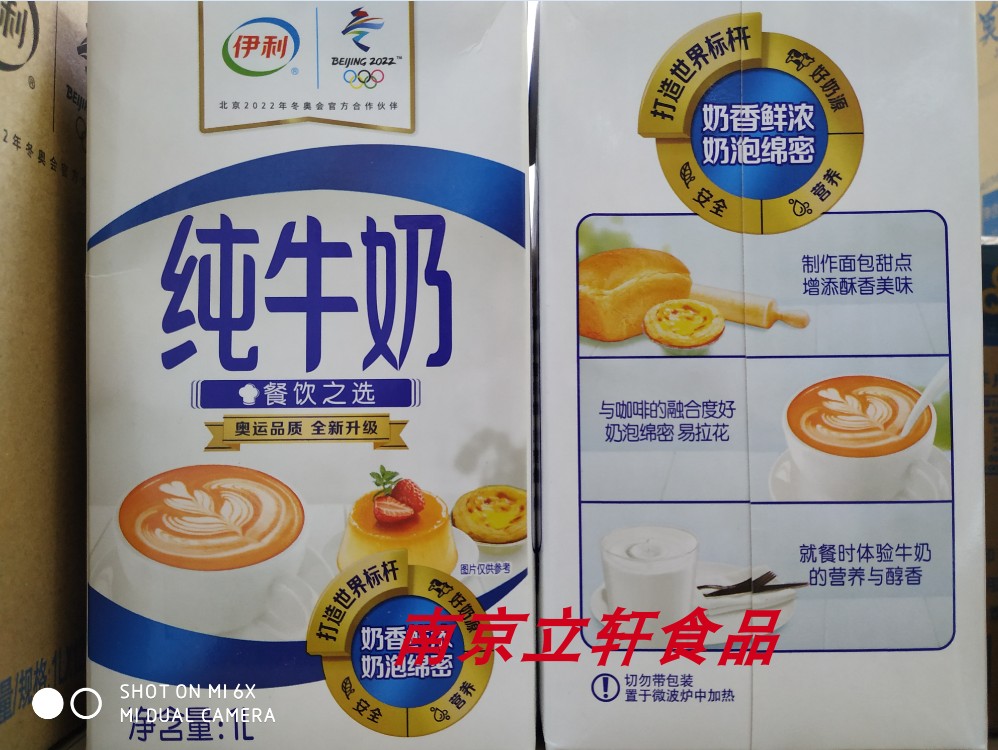 伊利
®
BEIJING 2022™
北京2022年冬奥会官方合作伙伴
纯牛奶
餐饮之选
奥运品质 全新升级
图片仅供参考
打造世界标杆
好奶源
奶香鲜浓
奶泡绵密
安全
营养
净含量:1L
打造世界标杆
好奶源
奶香鲜浓
奶泡绵密
安全
营养
制作面包甜点
增添酥香美味
与咖啡的融合度好
奶泡绵密 易拉花
就餐时体验牛奶
的营养与醇香
切勿带包装
置于微波炉中加热
南京立轩食品
SHOT ON MI 6X
MI DUAL CAMERA